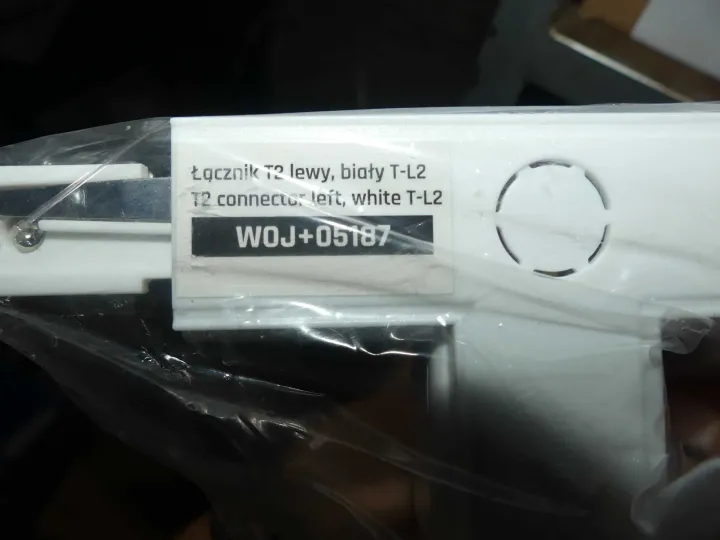 Łącznik T2 lewy, biały T-L2
T2 connector left, white T-L2
WOJ+05187